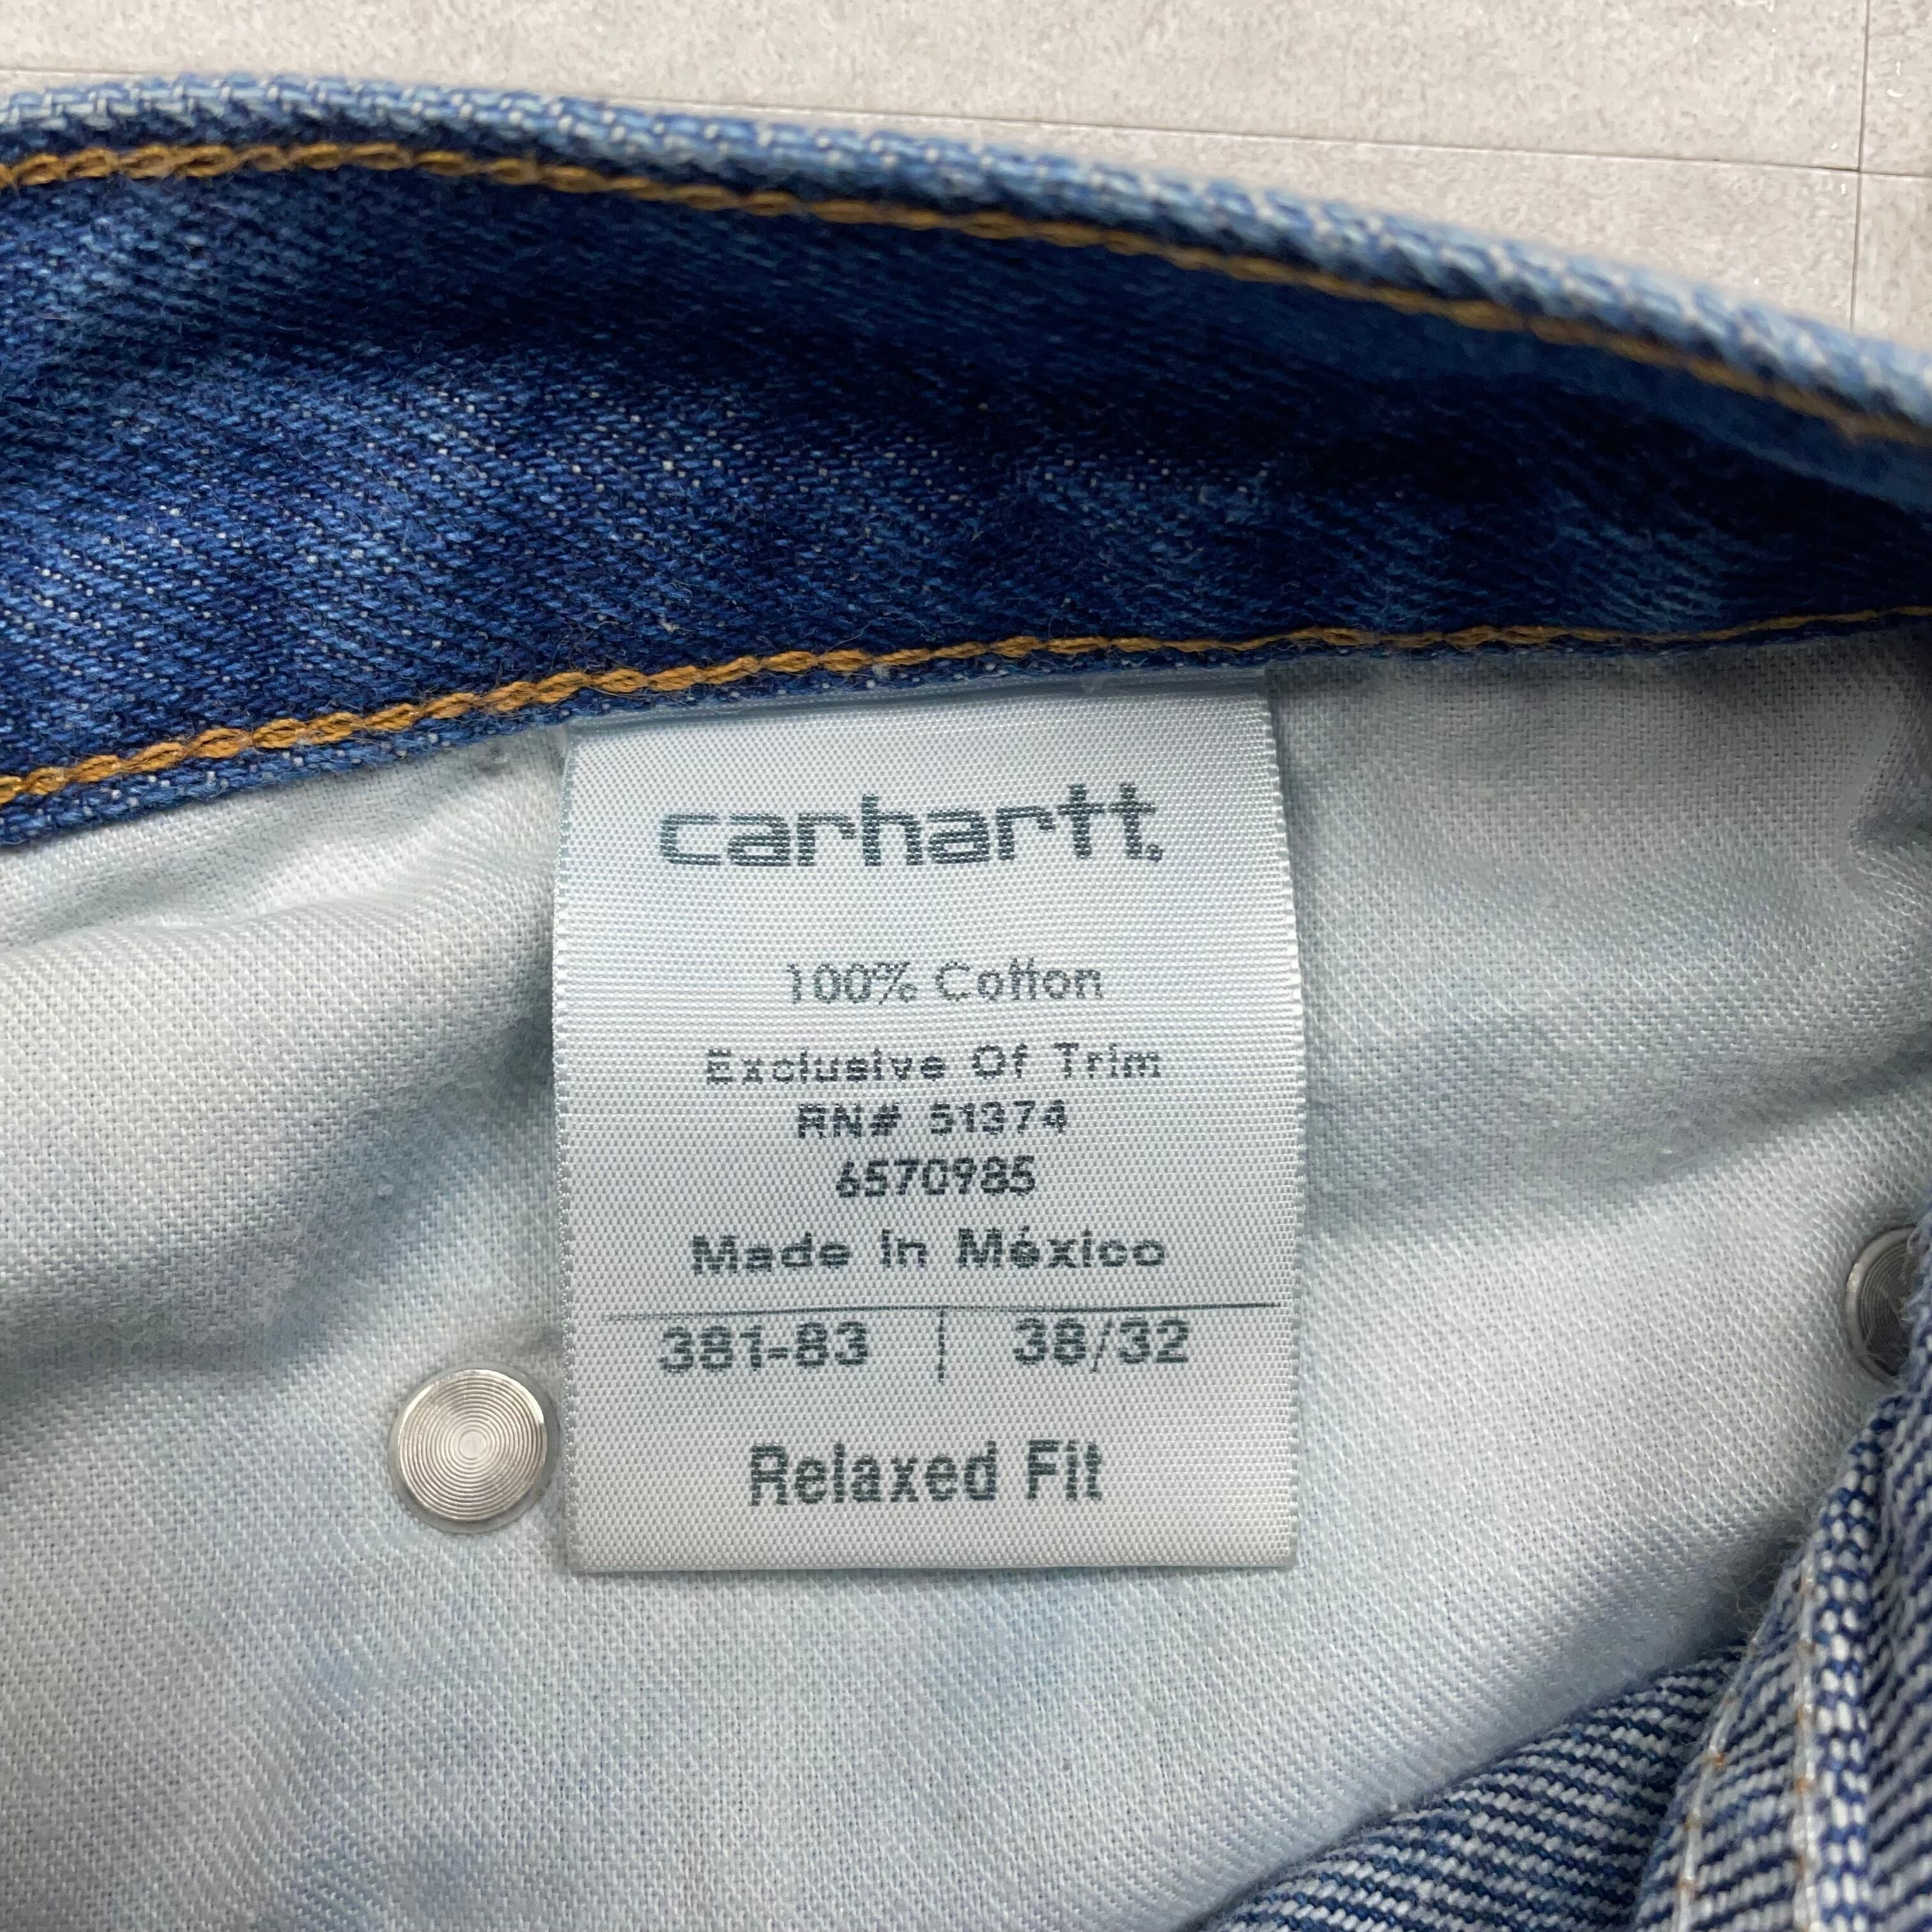 carhartt.
100% Cotton
Exclusive Of Trim
RN# 51374
6570985
Made In México
381-83 | 38/32
Relaxed Fit